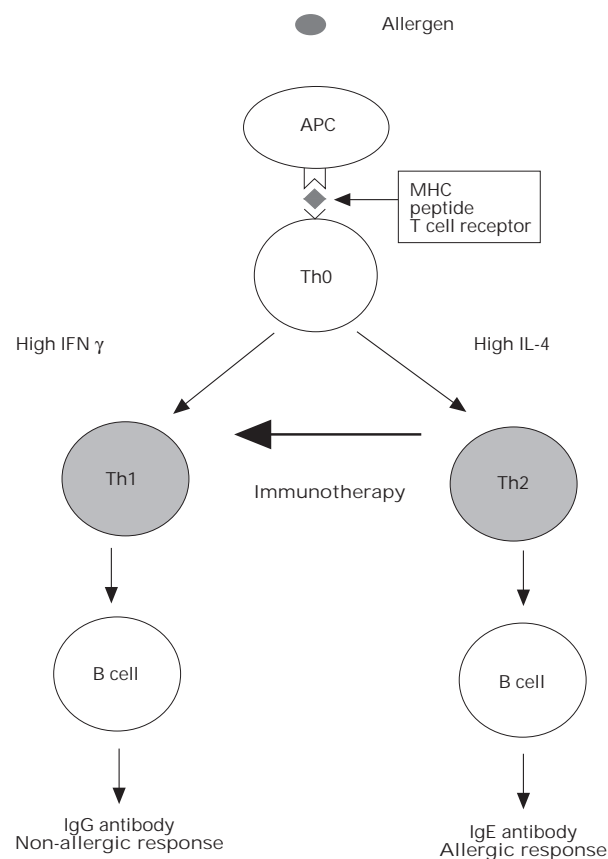 Allergen
APC
MHC
peptide
T cell receptor
Th0
High IFN γ
High IL-4
Th1
Th2
Immunotherapy
B cell
B cell
IgG antibody
Non-allergic response
IgE antibody
Allergic response